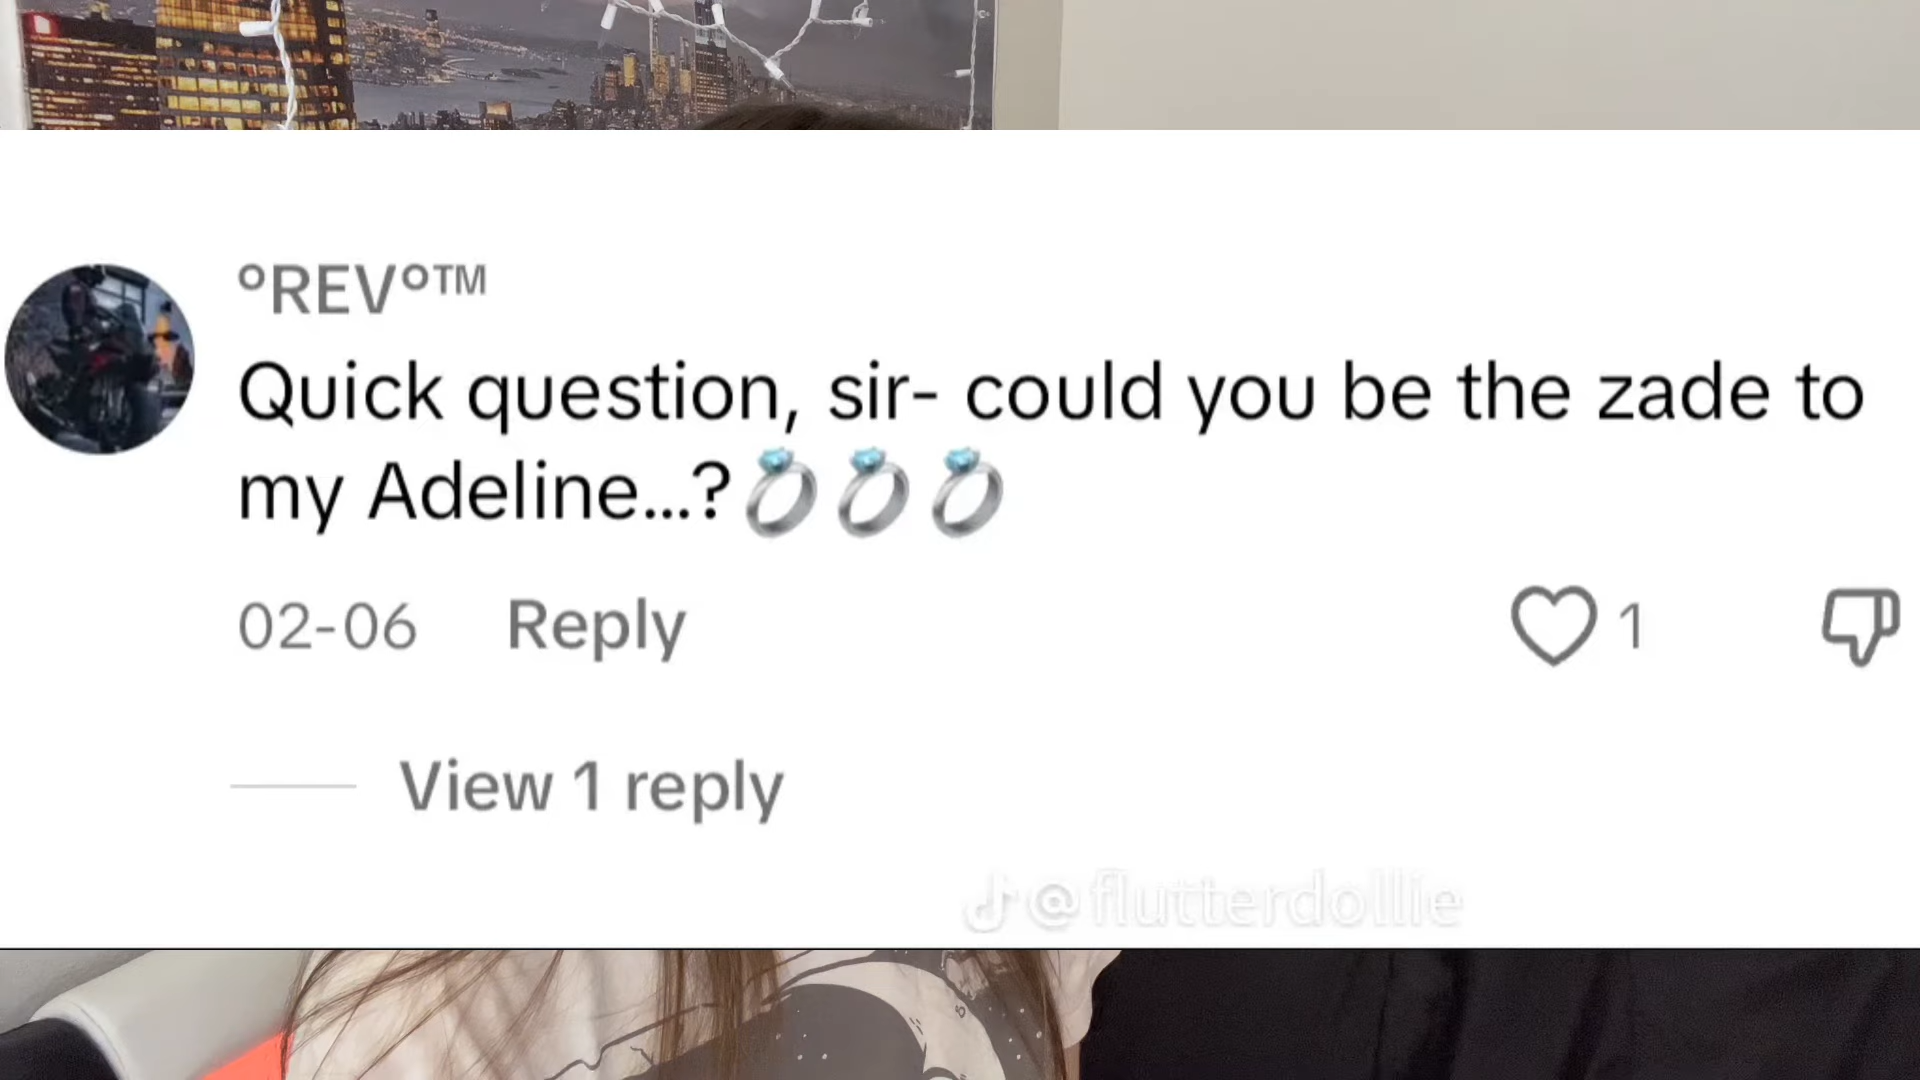 °REV°™
Quick question, sir- could you be the zade to
my Adeline...?💍💍💍
02-06 Reply 1
View 1 reply
@flutterdollie